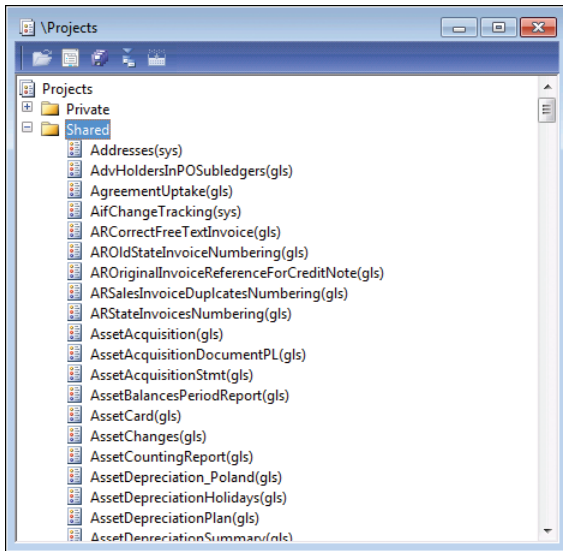 \Projects
Projects
Private
Shared
Addresses(sys)
AdvHoldersInPOSubledgers(gls)
AgreementUptake(gls)
AifChangeTracking(sys)
ARCorrectFreeTextInvoice(gls)
AROldStateInvoiceNumbering(gls)
AROriginalInvoiceReferenceForCreditNote(gls)
ARSalesInvoiceDuplcatesNumbering(gls)
ARStateInvoicesNumbering(gls)
AssetAcquisition(gls)
AssetAcquisitionDocumentPL(gls)
AssetAcquisitionStmt(gls)
AssetBalancesPeriodReport(gls)
AssetCard(gls)
AssetChanges(gls)
AssetCountingReport(gls)
AssetDepreciation_Poland(gls)
AssetDepreciationHolidays(gls)
AssetDepreciationPlan(gls)
AssetDepreciationSummary(gls)